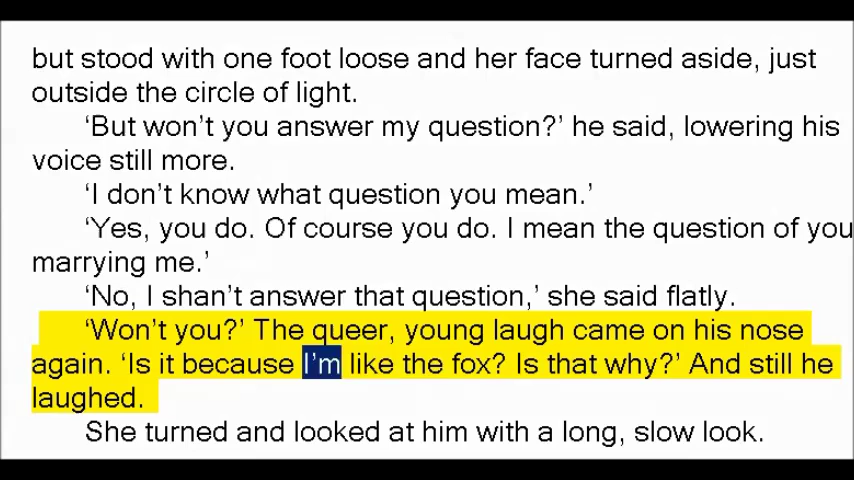 but stood with one foot loose and her face turned aside, just
outside the circle of light.
‘But won’t you answer my question?’ he said, lowering his
voice still more.
‘I don’t know what question you mean.’
‘Yes, you do. Of course you do. I mean the question of you
marrying me.’
‘No, I shan’t answer that question,’ she said flatly.
‘Won’t you?’ The queer, young laugh came on his nose
again. ‘Is it because I’m like the fox? Is that why?’ And still he
laughed.
She turned and looked at him with a long, slow look.